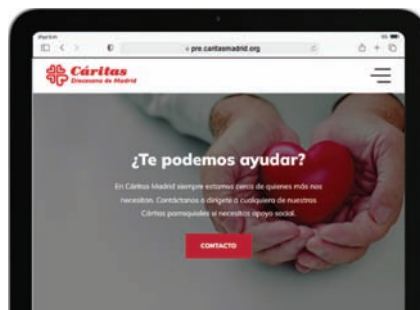 pre.caritasmadrid.org
Cáritas
Diocesana de Madrid
¿Te podemos ayudar?
En Cáritas Madrid siempre estamos cerca de quienes más nos
necesitan. Contáctanos o dirígete a cualquiera de nuestras
Cáritas parroquiales si necesitas apoyo social.
CONTACTO